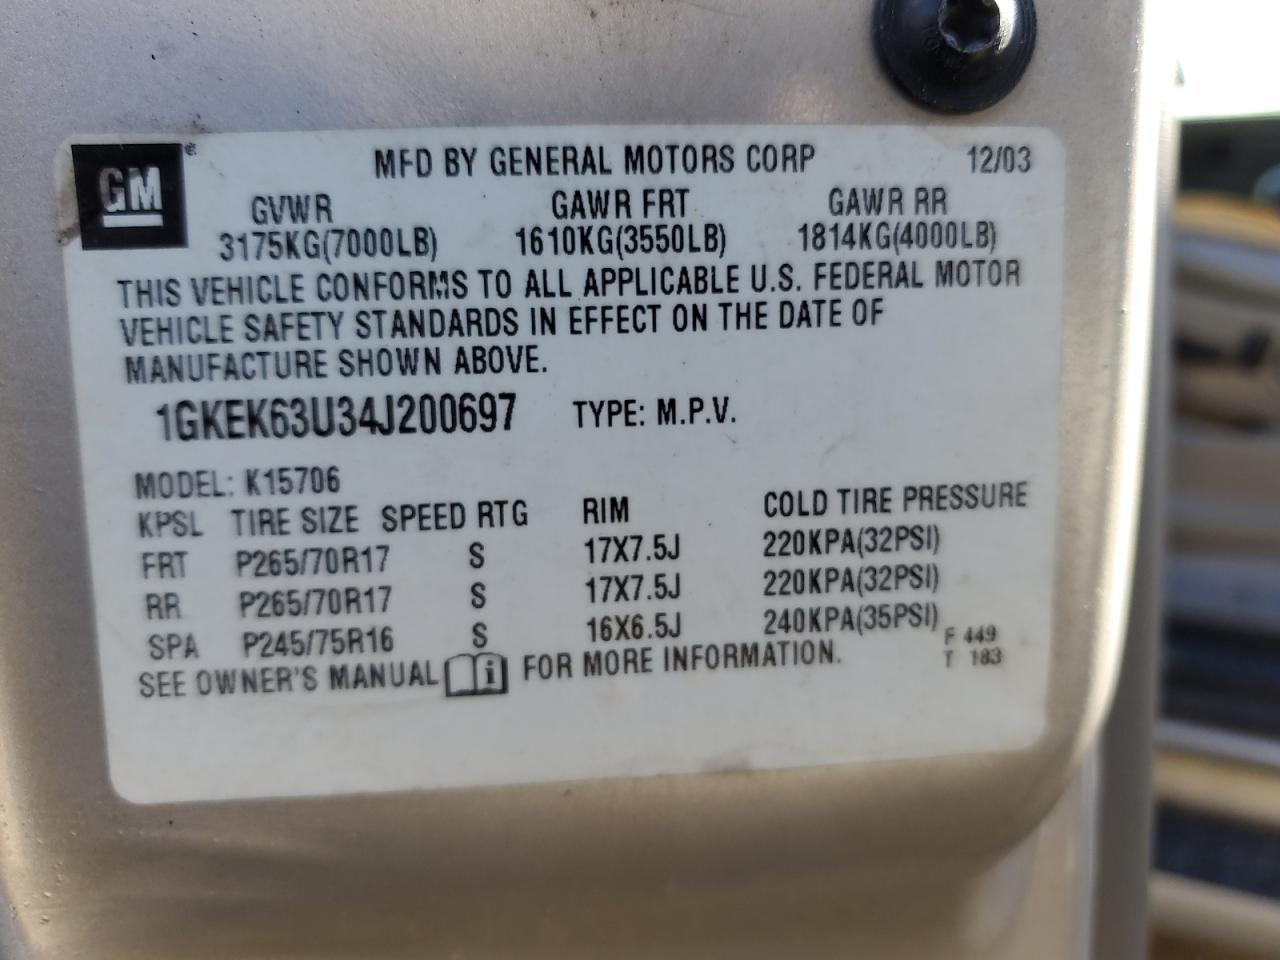 GM
MFD BY GENERAL MOTORS CORP 12/03
GVWR GAWR FRT GAWR RR
3175KG(7000LB) 1610KG(3550LB) 1814KG(4000LB)
THIS VEHICLE CONFORMS TO ALL APPLICABLE U.S. FEDERAL MOTOR
VEHICLE SAFETY STANDARDS IN EFFECT ON THE DATE OF
MANUFACTURE SHOWN ABOVE.
1GKEK63U34J200697 TYPE: M.P.V.
MODEL: K15706
KPSL TIRE SIZE SPEED RTG RIM COLD TIRE PRESSURE
FRT P265/70R17 S 17X7.5J 220KPA(32PSI)
RR P265/70R17 S 17X7.5J 220KPA(32PSI)
SPA P245/75R16 S 16X6.5J 240KPA(35PSI)
F 449
SEE OWNER'S MANUAL i FOR MORE INFORMATION. T 183